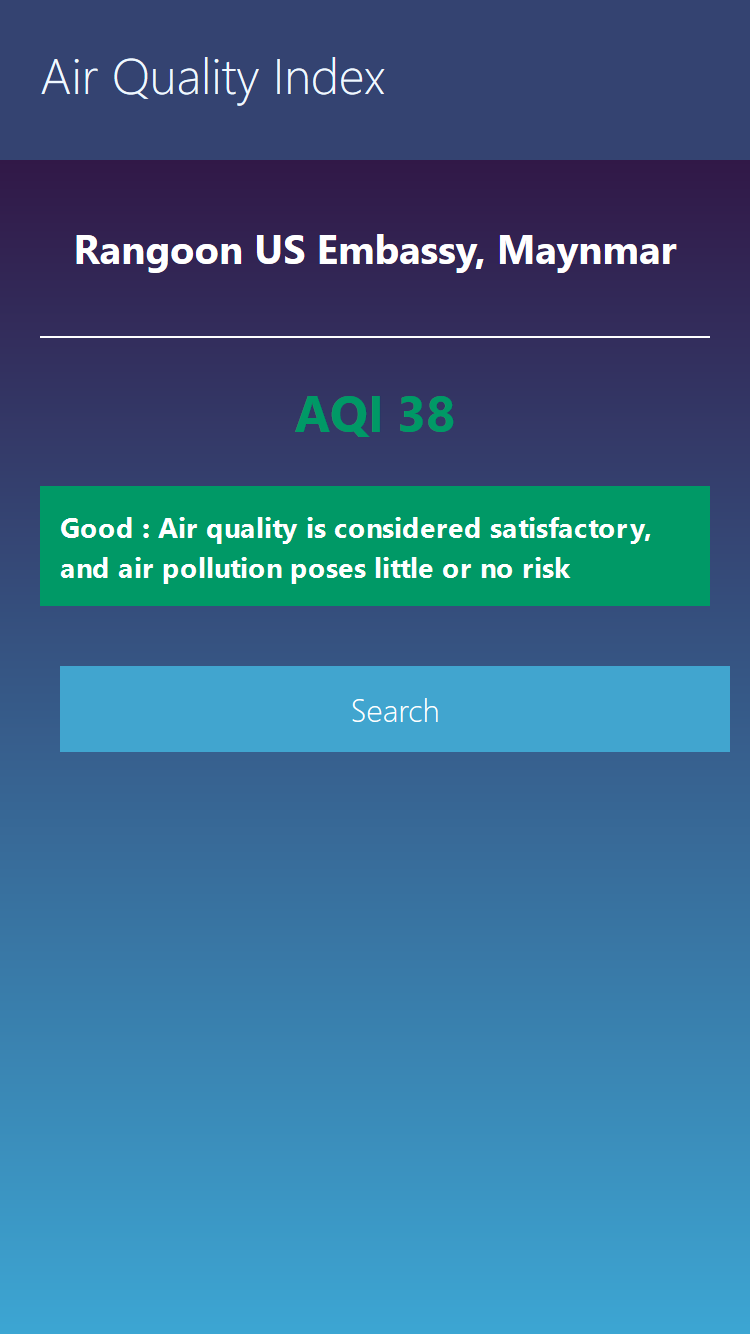 Air Quality Index
Rangoon US Embassy, Maynmar
AQI 38
Good : Air quality is considered satisfactory,
and air pollution poses little or no risk
Search